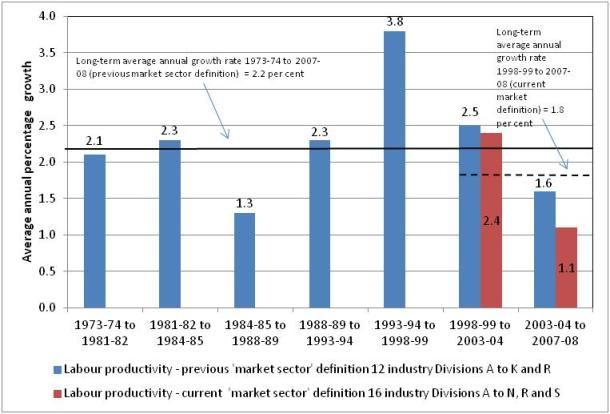 Average annual percentage growth
4.0
3.5
3.0
2.5
2.0
1.5
1.0
0.5
0.0
Long-term average annual growth rate 1973-74 to 2007-
08 (previous market sector definition) = 2.2 per cent
Long-term
average annual
growth rate
1998-99 to 2007-
08 (current
market
definition) = 1.8
per cent
2.1
2.3
1.3
2.3
3.8
2.5
2.4
1.6
1.1
1973-74 to
1981-82
1981-82 to
1984-85
1984-85 to
1988-89
1988-89 to
1993-94
1993-94 to
1998-99
1998-99 to
2003-04
2003-04 to
2007-08
Labour productivity - previous 'market sector' definition 12 industry Divisions A to K and R
Labour productivity - current 'market sector' definition 16 industry Divisions A to N, R and S